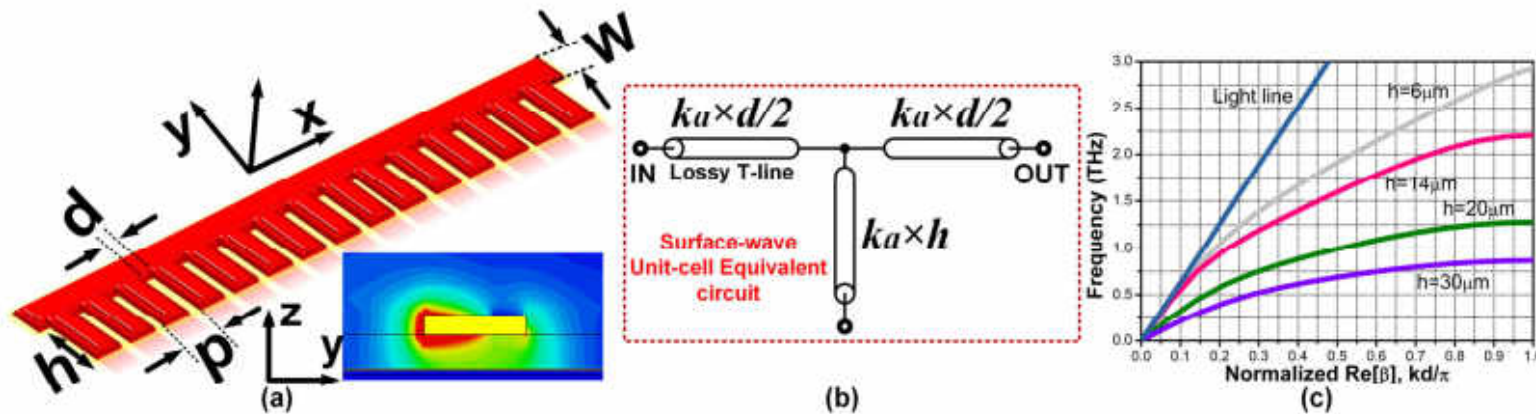 W
y
x
d
h
p
z
y
(a)
ka×d/2
ka×d/2
IN
Lossy T-line
OUT
ka×h
Surface-wave
Unit-cell Equivalent
circuit
(b)
Frequency (THz)
3.0
2.5
2.0
1.5
1.0
0.5
0.0
Light line
h=6μm
h=14μm
h=20μm
h=30μm
0.0 0.1 0.2 0.3 0.4 0.5 0.6 0.7 0.8 0.9 1.0
Normalized Re[β], kd/π
(c)